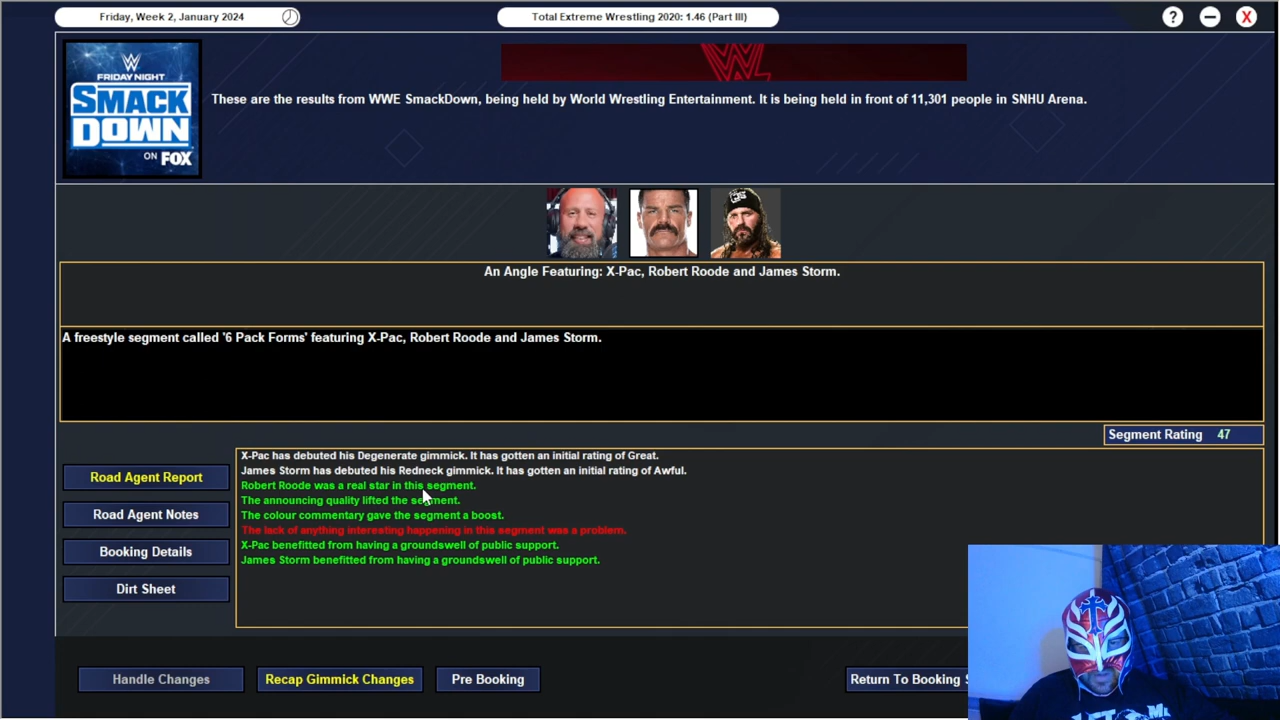 Friday, Week 2, January 2024
Total Extreme Wrestling 2020: 1.46 (Part III)
?
X
FRIDAY NIGHT
SMACK
DOWN
ON FOX
These are the results from WWE SmackDown, being held by World Wrestling Entertainment. It is being held in front of 11,301 people in SNHU Arena.
An Angle Featuring: X-Pac, Robert Roode and James Storm.
A freestyle segment called '6 Pack Forms' featuring X-Pac, Robert Roode and James Storm.
Segment Rating 47
Road Agent Report
Road Agent Notes
Booking Details
Dirt Sheet
X-Pac has debuted his Degenerate gimmick. It has gotten an initial rating of Great.
James Storm has debuted his Redneck gimmick. It has gotten an initial rating of Awful.
Robert Roode was a real star in this segment.
The announcing quality lifted the segment.
The colour commentary gave the segment a boost.
The lack of anything interesting happening in this segment was a problem.
X-Pac benefitted from having a groundswell of public support.
James Storm benefitted from having a groundswell of public support.
Handle Changes
Recap Gimmick Changes
Pre Booking
Return To Booking